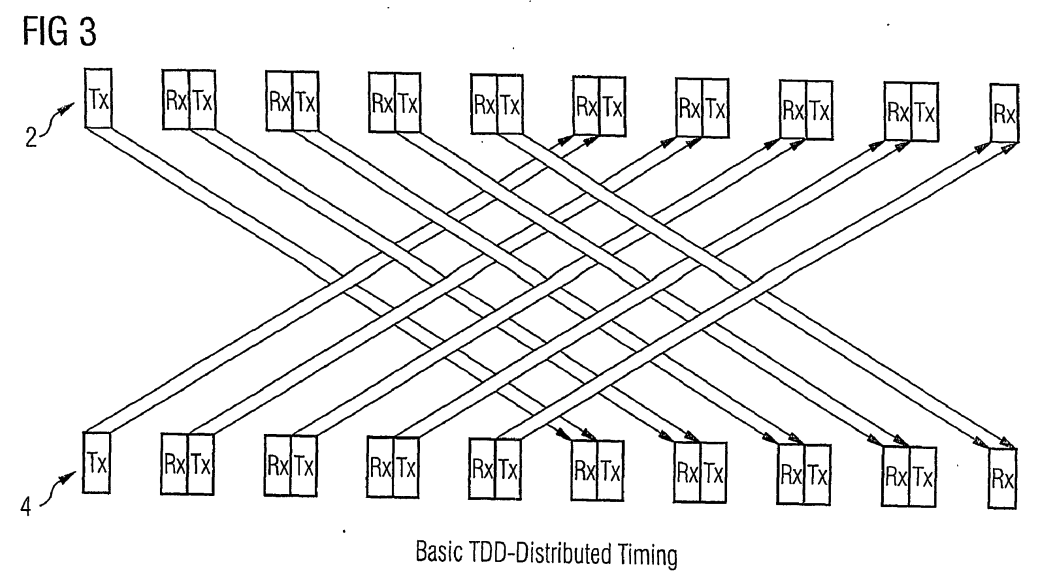 FIG 3
Tx Rx Tx Rx Tx Rx Tx Rx Tx Rx Tx Rx Tx Rx Tx Rx Tx Rx
2
Tx Rx Tx Rx Tx Rx Tx Rx Tx Rx Tx Rx Tx Rx Tx Rx Tx Rx
4
Basic TDD-Distributed Timing